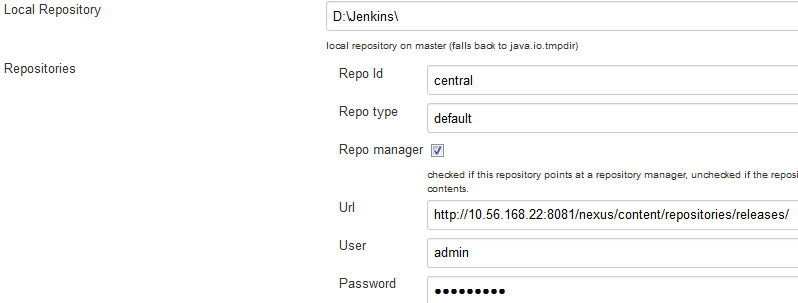 Local Repository
D:\Jenkins\
local repository on master (falls back to java.io.tmpdir)
Repositories
Repo Id
central
Repo type
default
Repo manager
checked if this repository points at a repository manager, unchecked if the reposi
contents.
Url
http://10.56.168.22:8081/nexus/content/repositories/releases/
User
admin
Password
●●●●●●●●●